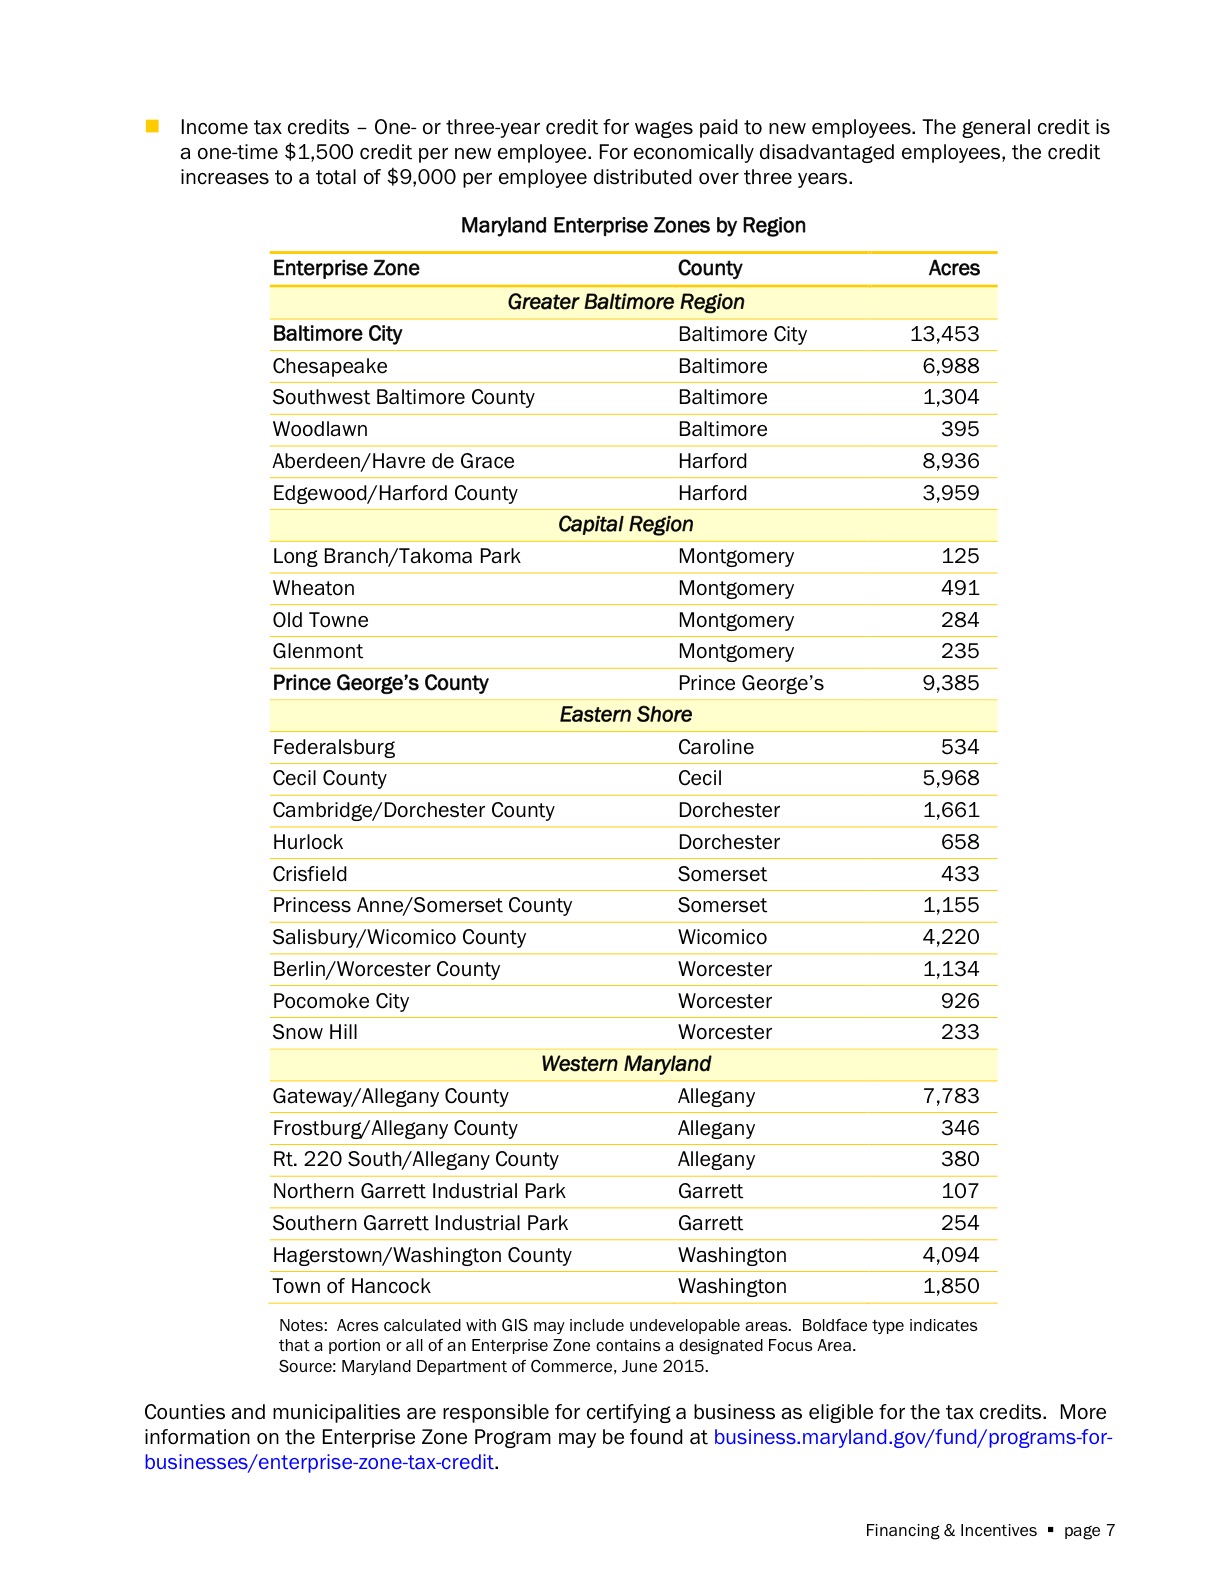 ■ Income tax credits – One- or three-year credit for wages paid to new employees. The general credit is
a one-time $1,500 credit per new employee. For economically disadvantaged employees, the credit
increases to a total of $9,000 per employee distributed over three years.
Maryland Enterprise Zones by Region
Enterprise Zone County Acres
Greater Baltimore Region
Baltimore City Baltimore City 13,453
Chesapeake Baltimore 6,988
Southwest Baltimore County Baltimore 1,304
Woodlawn Baltimore 395
Aberdeen/Havre de Grace Harford 8,936
Edgewood/Harford County Harford 3,959
Capital Region
Long Branch/Takoma Park Montgomery 125
Wheaton Montgomery 491
Old Towne Montgomery 284
Glenmont Montgomery 235
Prince George’s County Prince George’s 9,385
Eastern Shore
Federalsburg Caroline 534
Cecil County Cecil 5,968
Cambridge/Dorchester County Dorchester 1,661
Hurlock Dorchester 658
Crisfield Somerset 433
Princess Anne/Somerset County Somerset 1,155
Salisbury/Wicomico County Wicomico 4,220
Berlin/Worcester County Worcester 1,134
Pocomoke City Worcester 926
Snow Hill Worcester 233
Western Maryland
Gateway/Allegany County Allegany 7,783
Frostburg/Allegany County Allegany 346
Rt. 220 South/Allegany County Allegany 380
Northern Garrett Industrial Park Garrett 107
Southern Garrett Industrial Park Garrett 254
Hagerstown/Washington County Washington 4,094
Town of Hancock Washington 1,850
Notes: Acres calculated with GIS may include undevelopable areas. Boldface type indicates
that a portion or all of an Enterprise Zone contains a designated Focus Area.
Source: Maryland Department of Commerce, June 2015.
Counties and municipalities are responsible for certifying a business as eligible for the tax credits. More
information on the Enterprise Zone Program may be found at business.maryland.gov/fund/programs-for-
businesses/enterprise-zone-tax-credit.
Financing & Incentives ▪ page 7